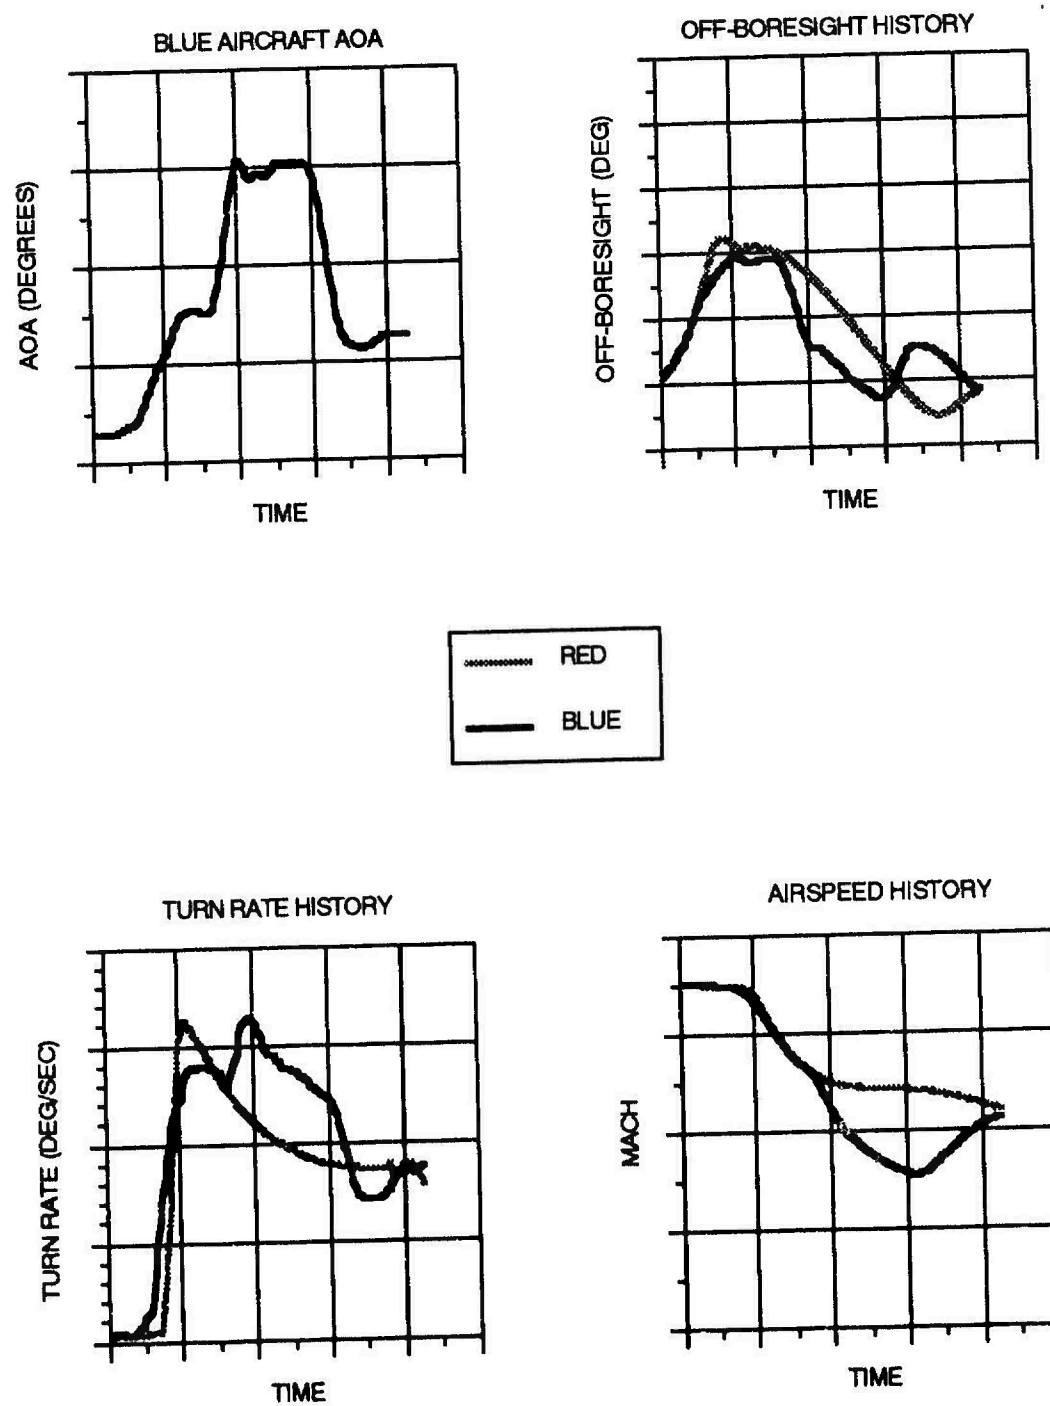 BLUE AIRCRAFT AOA
AOA (DEGREES)
TIME
OFF-BORESIGHT HISTORY
OFF-BORESIGHT (DEG)
TIME
RED
BLUE
TURN RATE HISTORY
TURN RATE (DEG/SEC)
TIME
AIRSPEED HISTORY
MACH
TIME